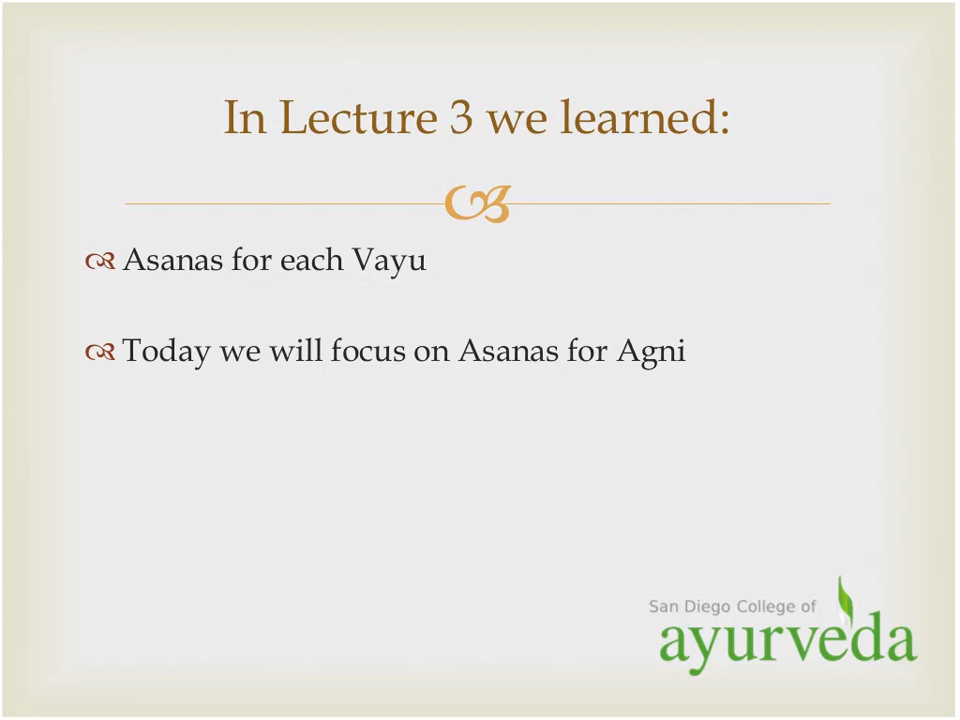 In Lecture 3 we learned:
Asanas for each Vayu
Today we will focus on Asanas for Agni
San Diego College of
ayurveda